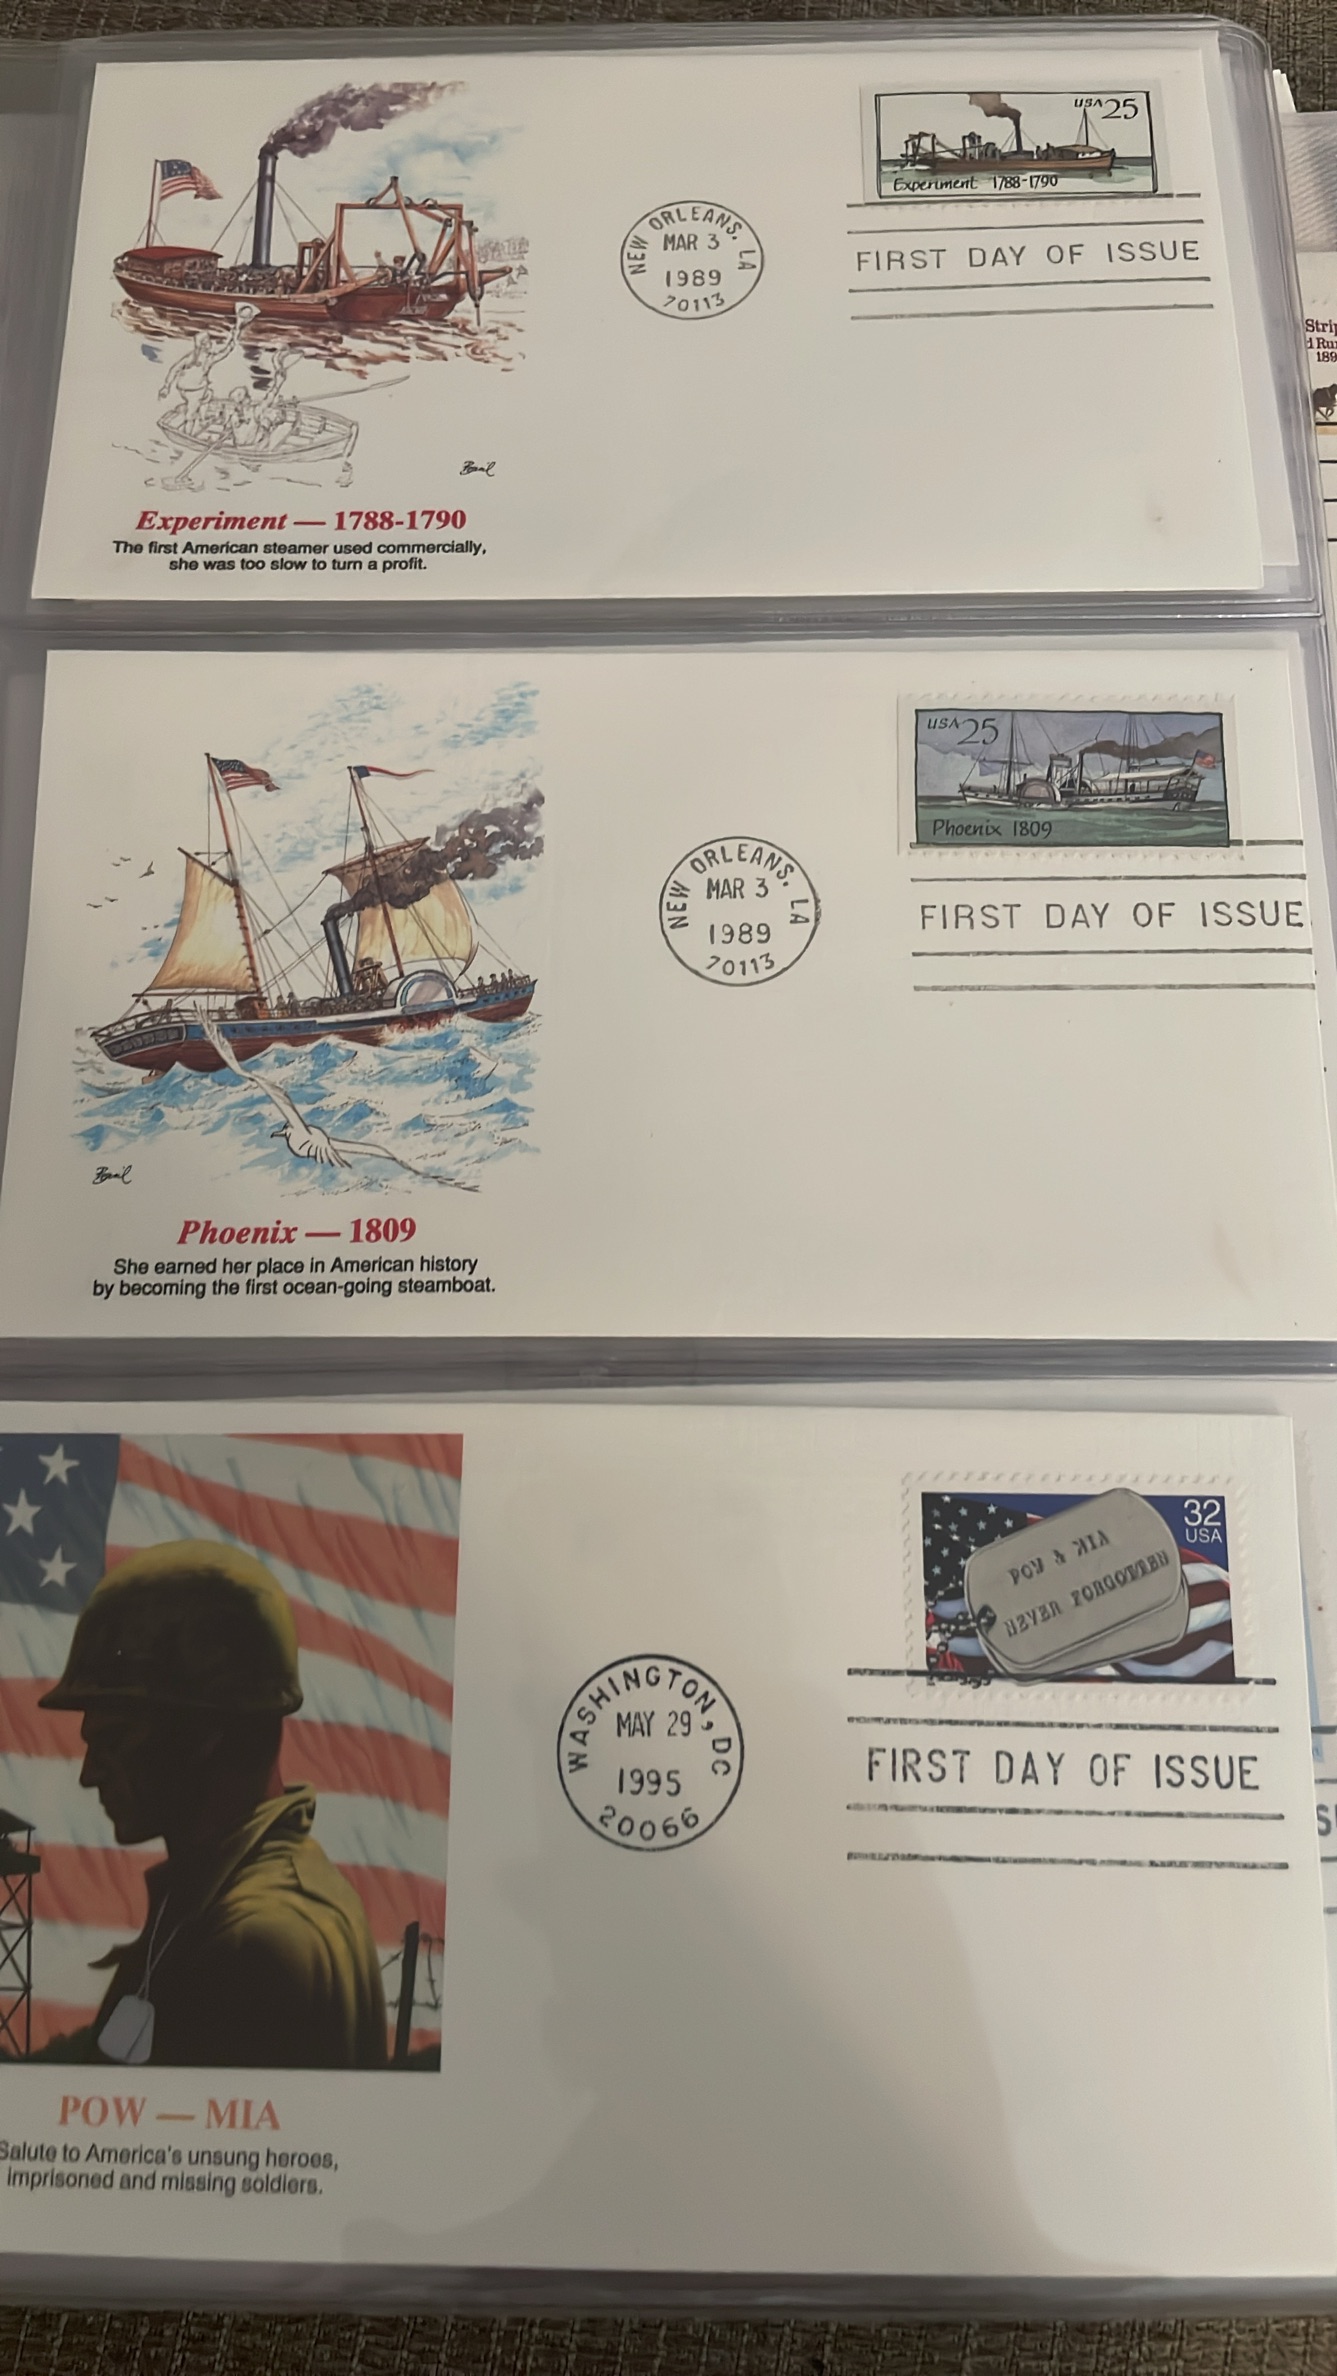 USA 25
Experiment 1788-1790
NEW ORLEANS, LA
MAR 3
1989
70113
FIRST DAY OF ISSUE
Basil
Experiment — 1788-1790
The first American steamer used commercially,
she was too slow to turn a profit.
Strip
189
USA 25
Phoenix 1809
NEW ORLEANS, LA
MAR 3
1989
70113
FIRST DAY OF ISSUE
Basil
Phoenix — 1809
She earned her place in American history
by becoming the first ocean-going steamboat.
32
USA
POW & MIA
NEVER FORGOTTEN
WASHINGTON, DC
MAY 29
1995
20066
FIRST DAY OF ISSUE
POW — MIA
Salute to America's unsung heroes,
imprisoned and missing soldiers.